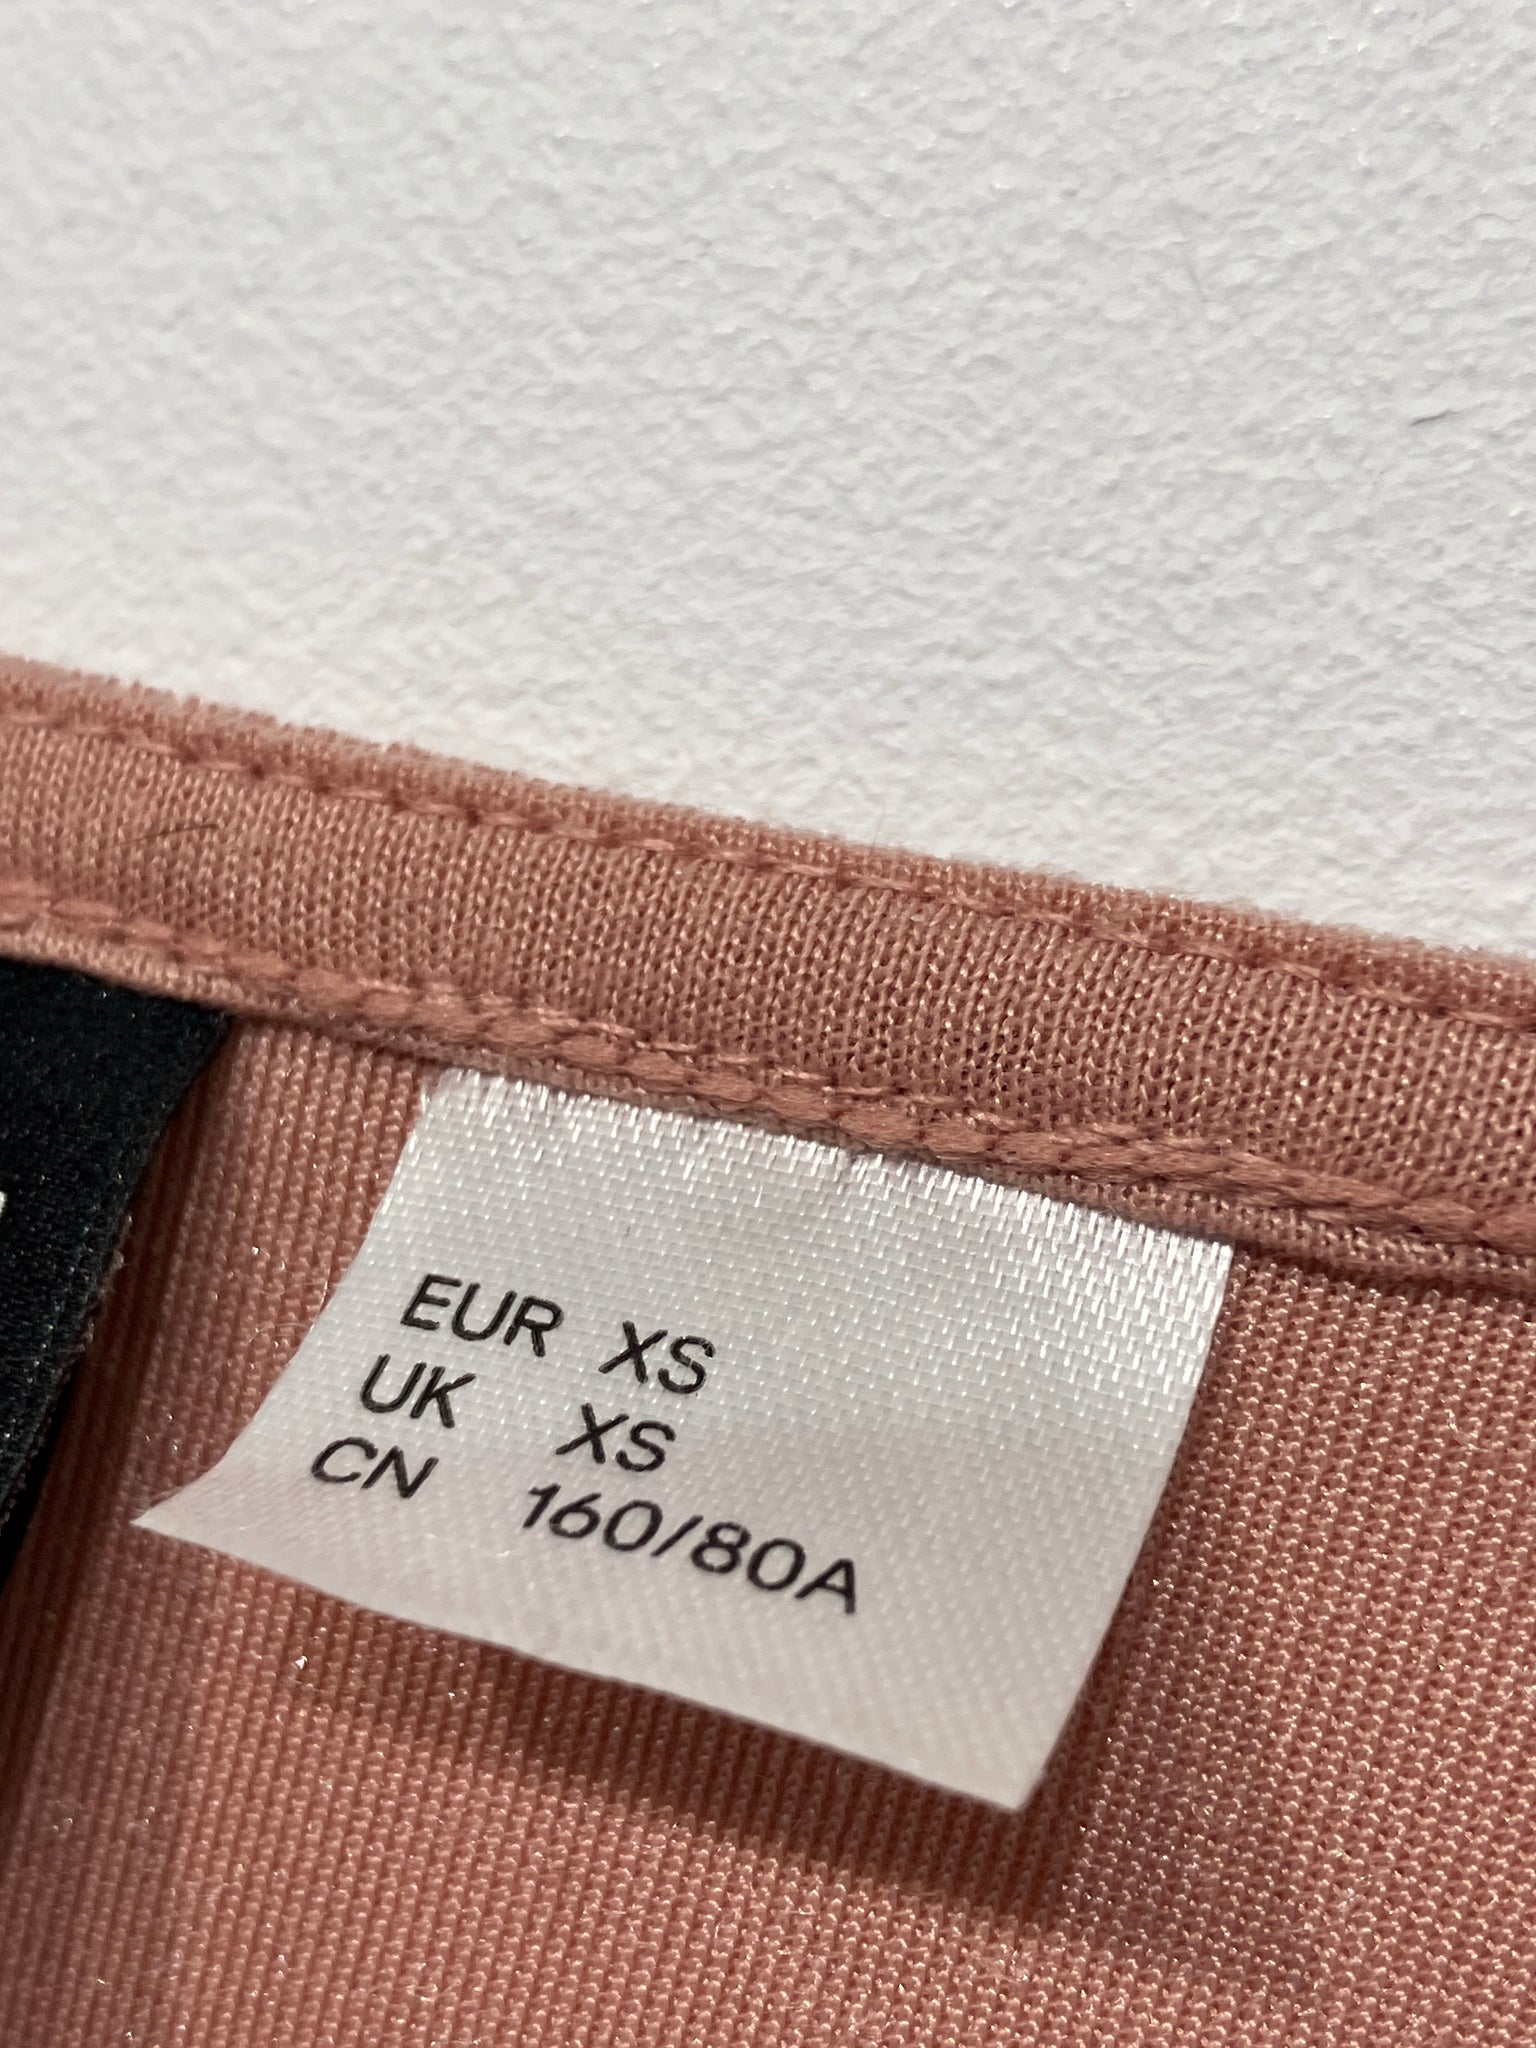 EUR XS
UK XS
CN 160/80A